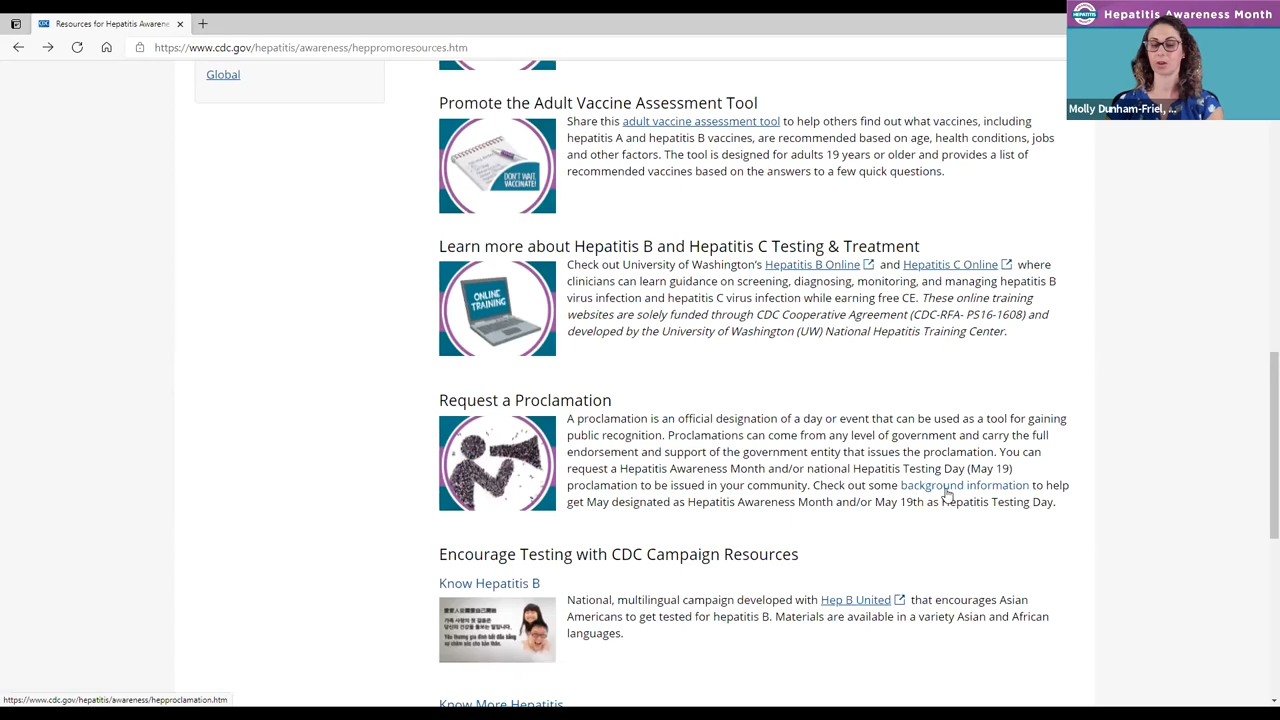 Resources for Hepatitis Awarene
https://www.cdc.gov/hepatitis/awareness/heppromoresources.htm
Hepatitis Awareness Month
Molly Dunham-Friel, ...
Global
Promote the Adult Vaccine Assessment Tool
Share this adult vaccine assessment tool to help others find out what vaccines, including
hepatitis A and hepatitis B vaccines, are recommended based on age, health conditions, jobs
and other factors. The tool is designed for adults 19 years or older and provides a list of
recommended vaccines based on the answers to a few quick questions.
DON'T WAIT,
VACCINATE!
Learn more about Hepatitis B and Hepatitis C Testing & Treatment
Check out University of Washington's Hepatitis B Online and Hepatitis C Online where
clinicians can learn guidance on screening, diagnosing, monitoring, and managing hepatitis B
virus infection and hepatitis C virus infection while earning free CE. These online training
websites are solely funded through CDC Cooperative Agreement (CDC-RFA- PS16-1608) and
developed by the University of Washington (UW) National Hepatitis Training Center.
ONLINE
TRAINING
Request a Proclamation
A proclamation is an official designation of a day or event that can be used as a tool for gaining
public recognition. Proclamations can come from any level of government and carry the full
endorsement and support of the government entity that issues the proclamation. You can
request a Hepatitis Awareness Month and/or national Hepatitis Testing Day (May 19)
proclamation to be issued in your community. Check out some background information to help
get May designated as Hepatitis Awareness Month and/or May 19th as Hepatitis Testing Day.
Encourage Testing with CDC Campaign Resources
Know Hepatitis B
National, multilingual campaign developed with Hep B United that encourages Asian
Americans to get tested for hepatitis B. Materials are available in a variety Asian and African
languages.
Know More Hepatitis
https://www.cdc.gov/hepatitis/awareness/hepproclamation.htm